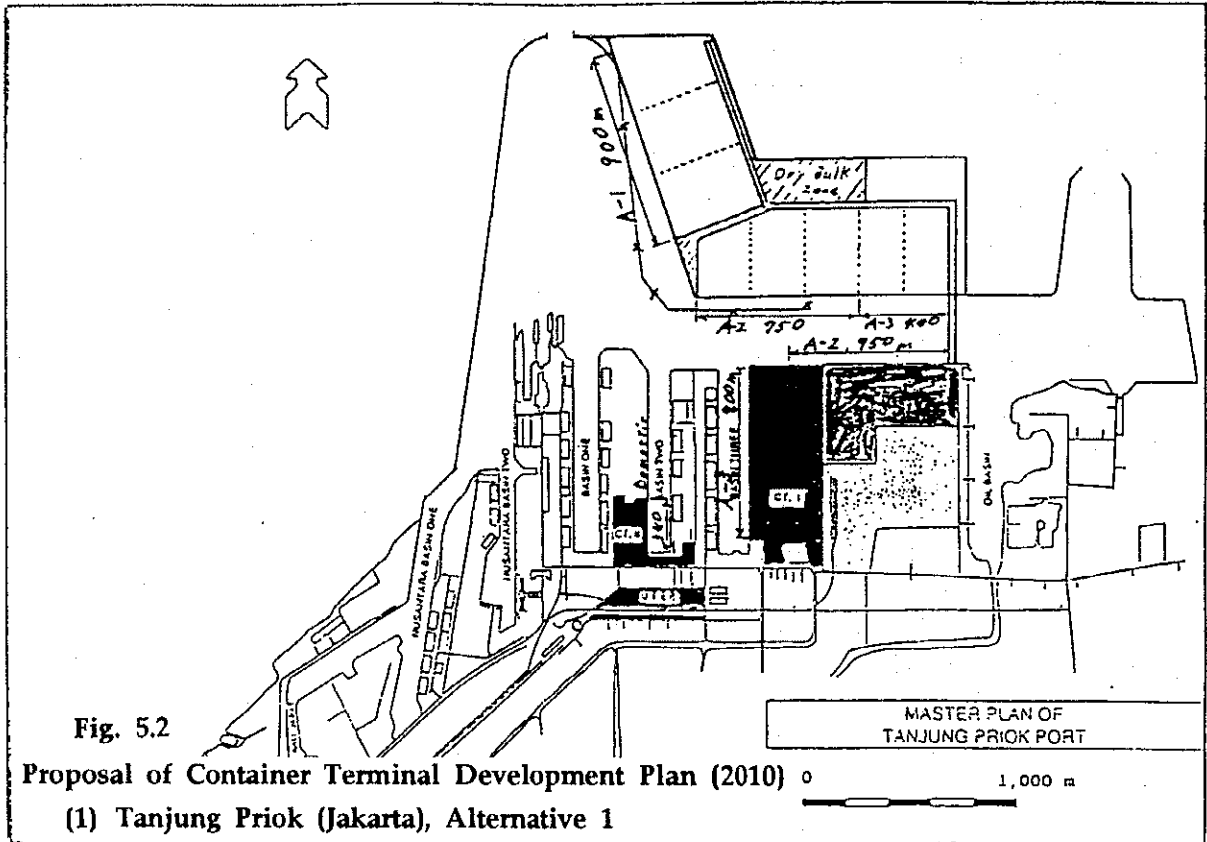 A-1 900 m
Dry Bulk
Zone
A-2 750
A-3 400
A-2, 950 m
BASIN ONE
Domestic
BASIN TWO
BASIN THREE
800 m
140
CT. I
CT. II
OIL BASIN
NUSANTARA BASIN ONE
NUSANTARA BASIN TWO
Fig. 5.2
MASTER PLAN OF
TANJUNG PRIOK PORT
Proposal of Container Terminal Development Plan (2010)
0 1,000 m
(1) Tanjung Priok (Jakarta), Alternative 1